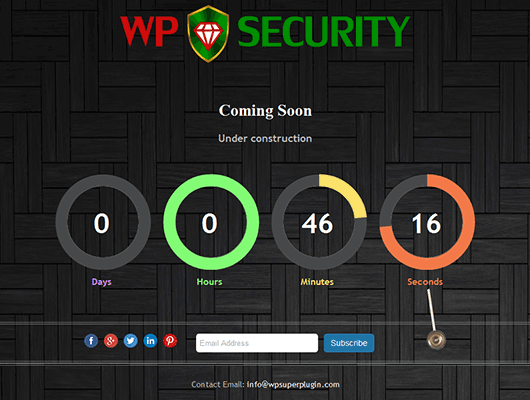 WP SECURITY
Coming Soon
Under construction
0 0 46 16
Days Hours Minutes Seconds
Email Address Subscribe
Contact Email: info@wpsuperplugin.com